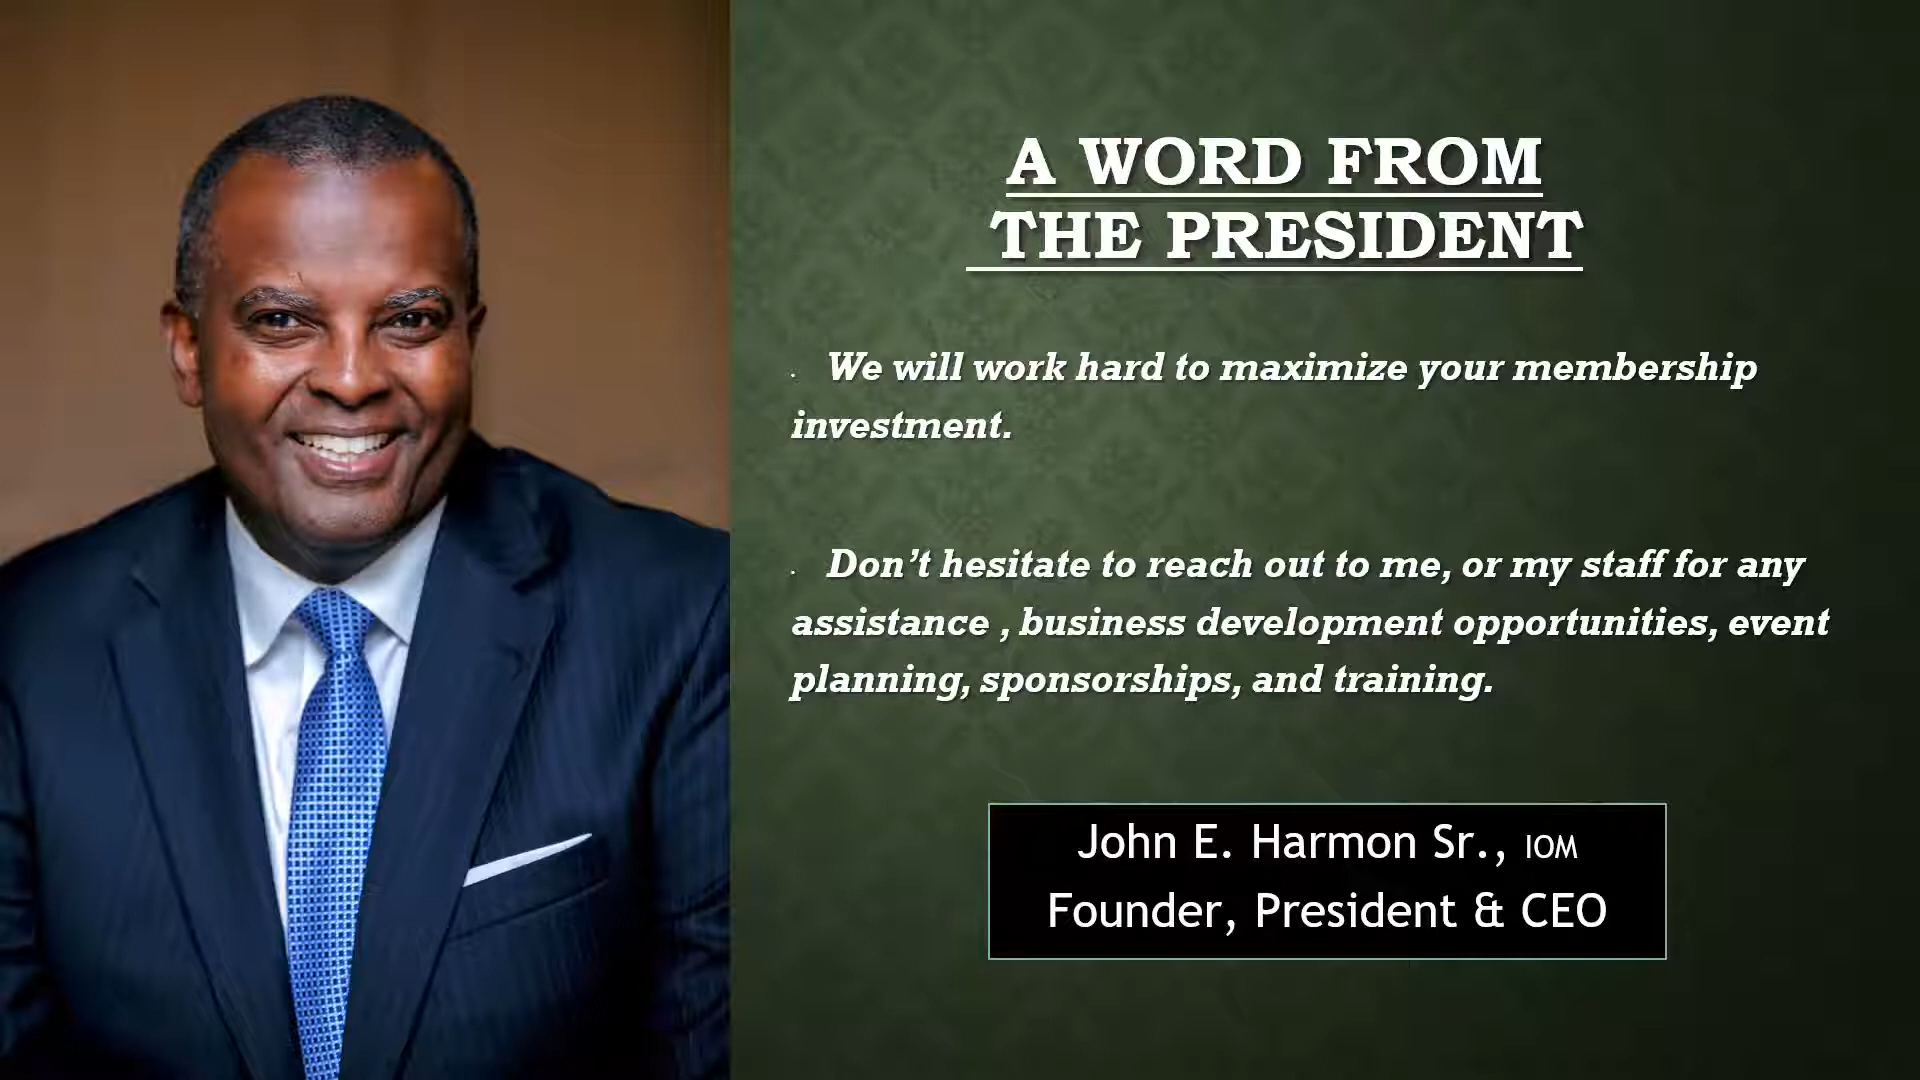 A WORD FROM
THE PRESIDENT
. We will work hard to maximize your membership
investment.
. Don’t hesitate to reach out to me, or my staff for any
assistance , business development opportunities, event
planning, sponsorships, and training.
John E. Harmon Sr., IOM
Founder, President & CEO